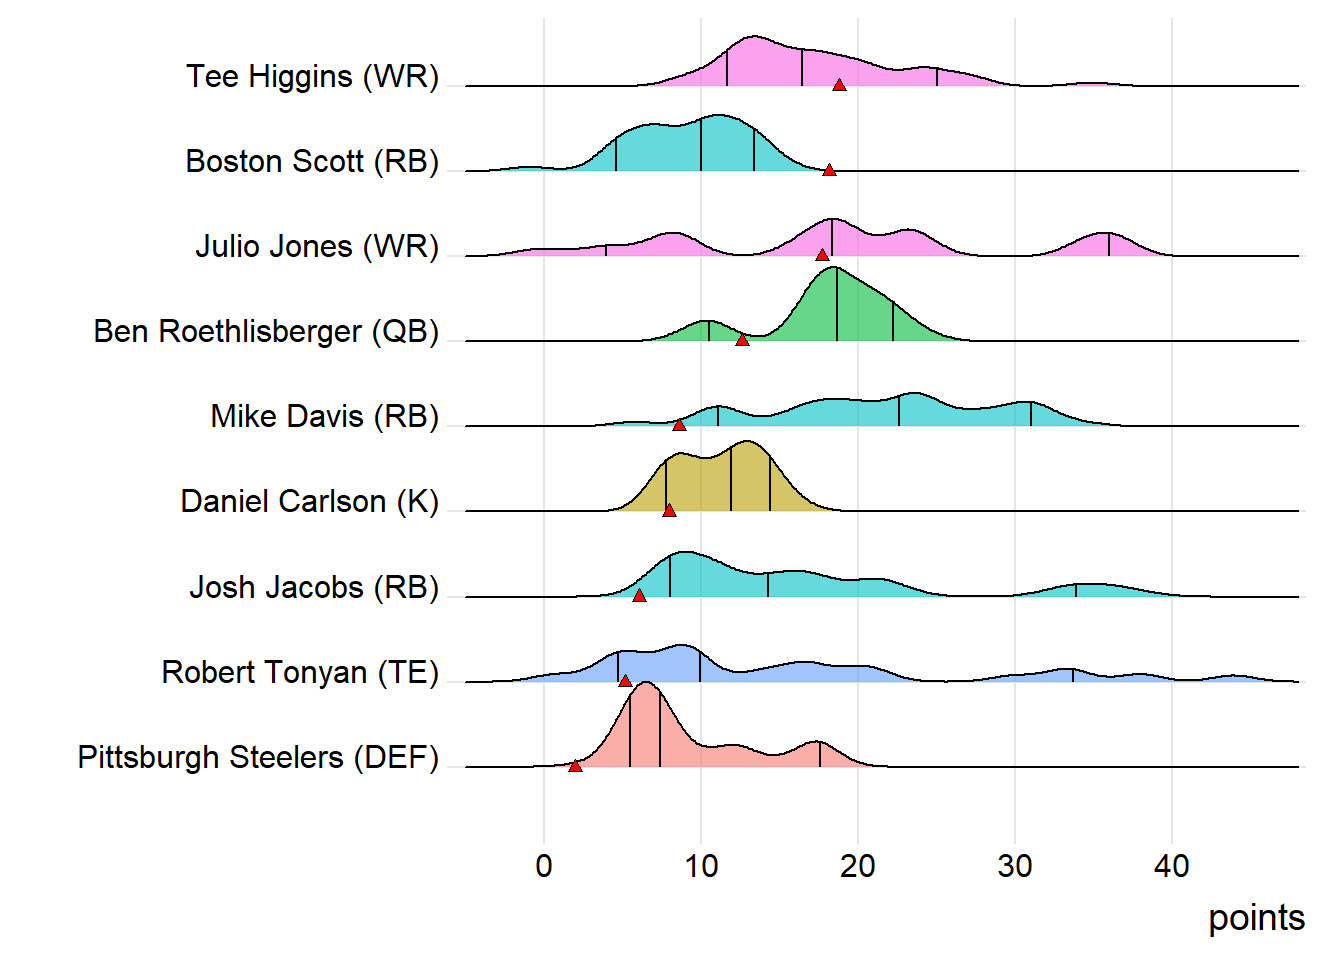 Tee Higgins (WR)
Boston Scott (RB)
Julio Jones (WR)
Ben Roethlisberger (QB)
Mike Davis (RB)
Daniel Carlson (K)
Josh Jacobs (RB)
Robert Tonyan (TE)
Pittsburgh Steelers (DEF)
0 10 20 30 40
points